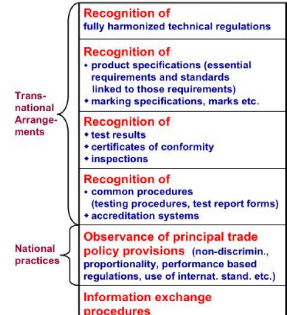 Recognition of
fully harmonized technical regulations
Recognition of
• product specifications (essential
requirements and standards
linked to those requirements)
• marking specifications, marks etc.
Trans-
national
Arrange-
ments
Recognition of
• test results
• certificates of conformity
• inspections
Recognition of
• common procedures
(testing procedures, test report forms)
• accreditation systems
National
practices
Observance of principal trade
policy provisions (non-discrimin.,
proportionality, performance based
regulations, use of internat. stand. etc.)
Information exchange
procedures